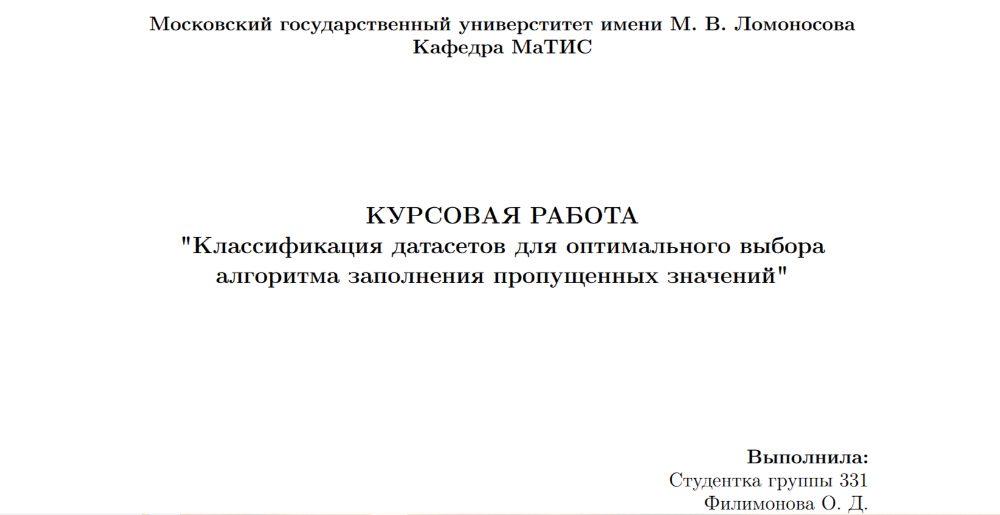 Московский государственный универститет имени М. В. Ломоносова
Кафедра МаТИС
КУРСОВАЯ РАБОТА
"Классификация датасетов для оптимального выбора
алгоритма заполнения пропущенных значений"
Выполнила:
Студентка группы 331
Филимонова О. Д.